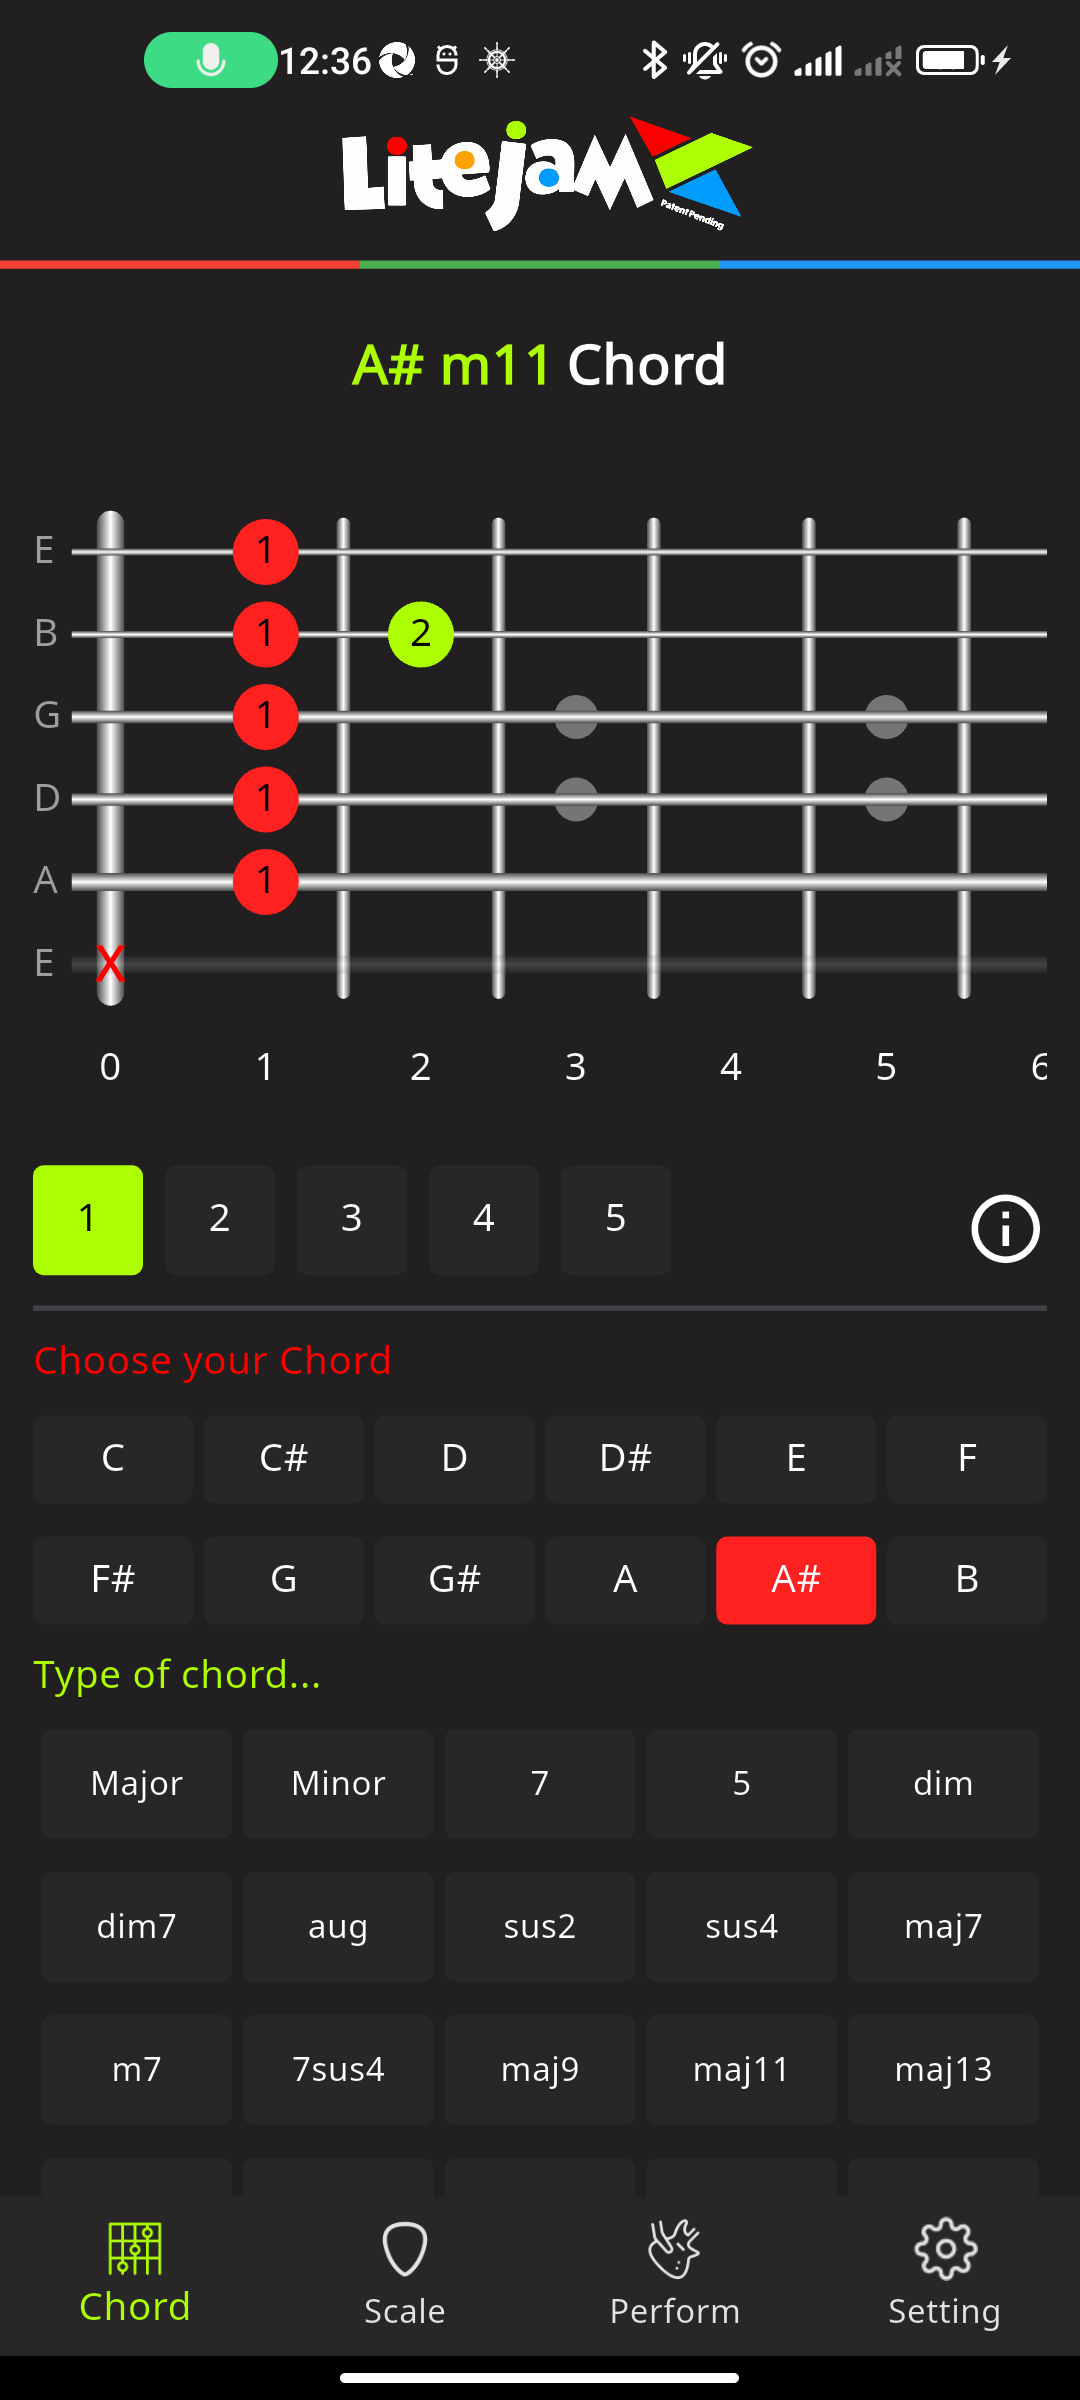 12:36
Litejam
Patent Pending
A# m11 Chord
E 1
B 1 2
G 1
D 1
A 1
E X
0 1 2 3 4 5 6
1 2 3 4 5
Choose your Chord
C C# D D# E F
F# G G# A A# B
Type of chord...
Major Minor 7 5 dim
dim7 aug sus2 sus4 maj7
m7 7sus4 maj9 maj11 maj13
Chord Scale Perform Setting